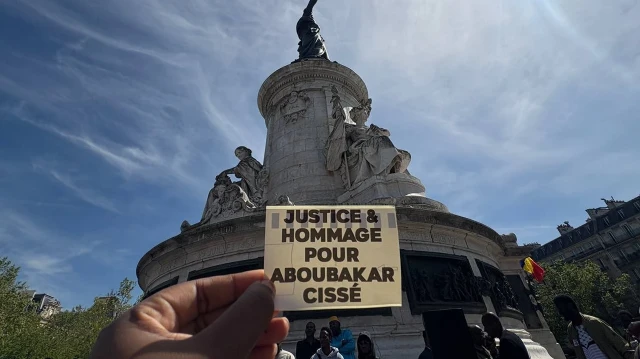 JUSTICE &
HOMMAGE
POUR
ABOUBAKAR
CISSÉ